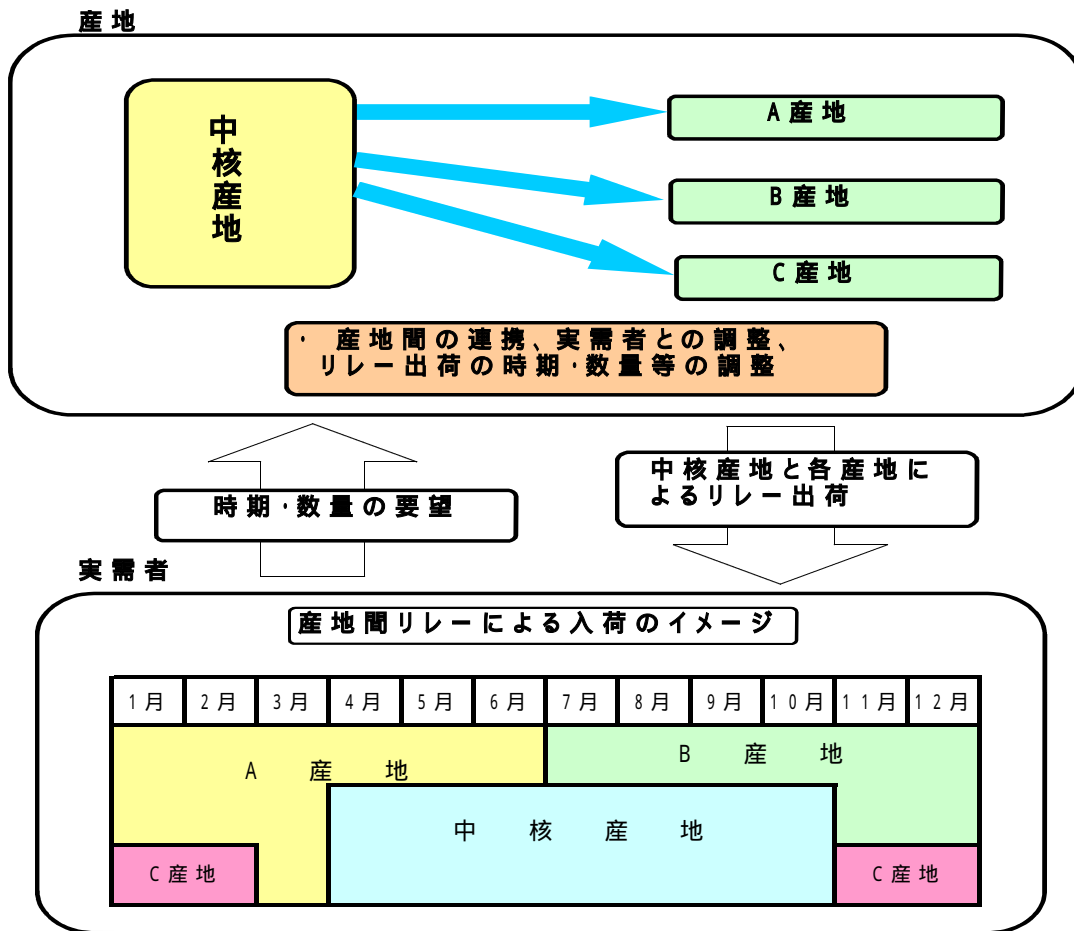 産地
中核産地
A産地
B産地
C産地
・ 産地間の連携、実需者との調整、
リレー出荷の時期・数量等の調整
時期・数量の要望
中核産地と各産地に
よるリレー出荷
実需者
産地間リレーによる入荷のイメージ
1月 2月 3月 4月 5月 6月 7月 8月 9月 10月 11月 12月
A産地
B産地
中核産地
C産地
C産地